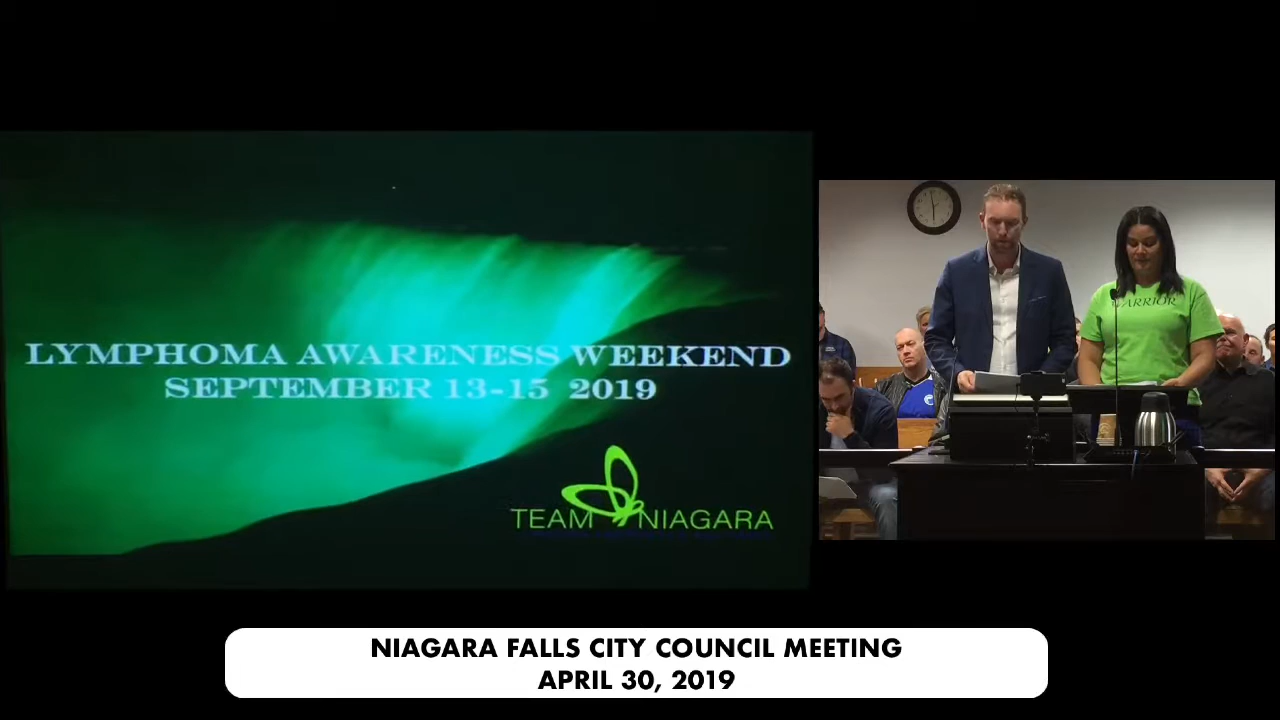 LYMPHOMA AWARENESS WEEKEND
SEPTEMBER 13-15 2019
TEAM NIAGARA
WARRIOR
NIAGARA FALLS CITY COUNCIL MEETING
APRIL 30, 2019